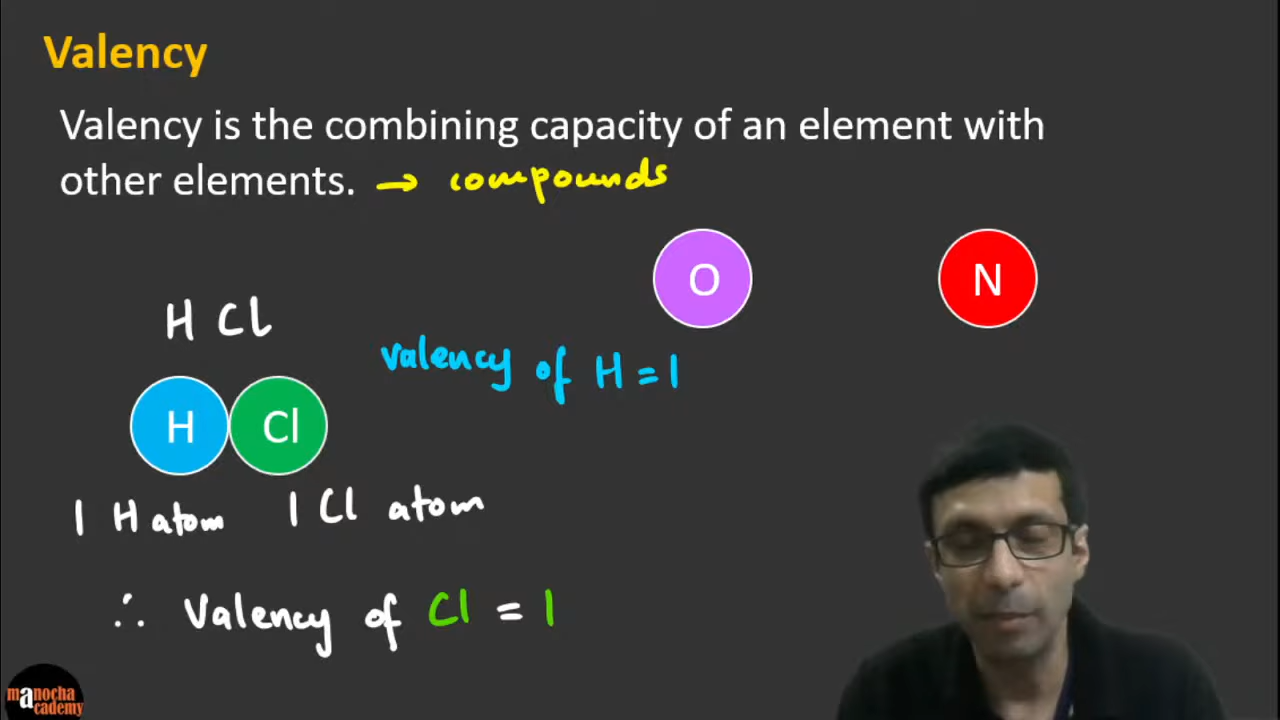 Valency
Valency is the combining capacity of an element with
other elements. → compounds
O
N
H Cl
valency of H = 1
H Cl
1 H atom 1 Cl atom
∴ Valency of Cl = 1
manocha
academy